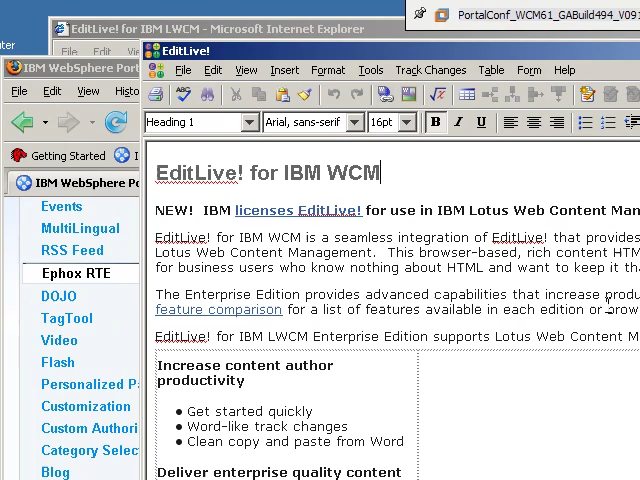 PortalConf_WCM61_GABuild494_V091
EditLive! for IBM LWCM - Microsoft Internet Explorer
uter
EditLive!
File Edit View
IBM WebSphere Port
File Edit View Histo
Getting Started
IBM WebSphere Po
Events
MultiLingual
RSS Feed
Ephox RTE
DOJO
TagTool
Video
Flash
Personalized P
Customization
Custom Authori
Category Selec
Blog
File Edit View Insert Format Tools Track Changes Table Form Help
Heading 1 Arial, sans-serif 16pt B I U
EditLive! for IBM WCM
NEW! IBM licenses EditLive! for use in IBM Lotus Web Content Man
EditLive! for IBM WCM is a seamless integration of EditLive! that provides
Lotus Web Content Management. This browser-based, rich content HTM
for business users who know nothing about HTML and want to keep it tha
The Enterprise Edition provides advanced capabilities that increase produ
feature comparison for a list of features available in each edition or brow
EditLive! for IBM LWCM Enterprise Edition supports Lotus Web Content M
Increase content author
productivity
• Get started quickly
• Word-like track changes
• Clean copy and paste from Word
Deliver enterprise quality content